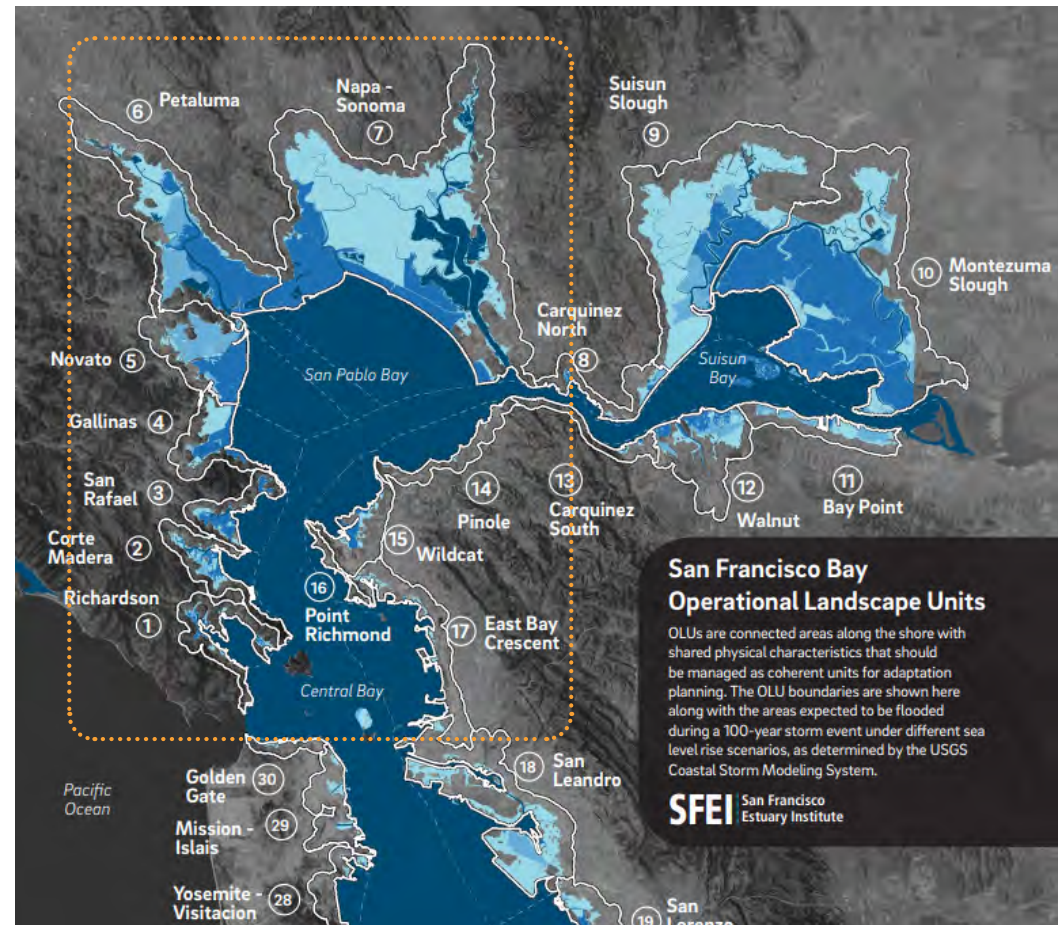 6
Petaluma
Napa -
Sonoma
7
Suisun
Slough
9
10
Montezuma
Slough
Carquinez
North
8
Suisun
Bay
San Pablo Bay
Novato
5
Gallinas
4
San
Rafael
3
Corte
Madera
2
Richardson
1
14
Pinole
13
Carquinez
South
12
Walnut
11
Bay Point
15
Wildcat
16
Point
Richmond
17
East Bay
Crescent
Central Bay
San Francisco Bay
Operational Landscape Units
OLUs are connected areas along the shore with
shared physical characteristics that should
be managed as coherent units for adaptation
planning. The OLU boundaries are shown here
along with the areas expected to be flooded
during a 100-year storm event under different sea
level rise scenarios, as determined by the USGS
Coastal Storm Modeling System.
SFEI
San Francisco
Estuary Institute
Pacific
Ocean
Golden
Gate
30
Mission -
Islais
29
Yosemite -
Visitacion
28
18
San
Leandro
19
San